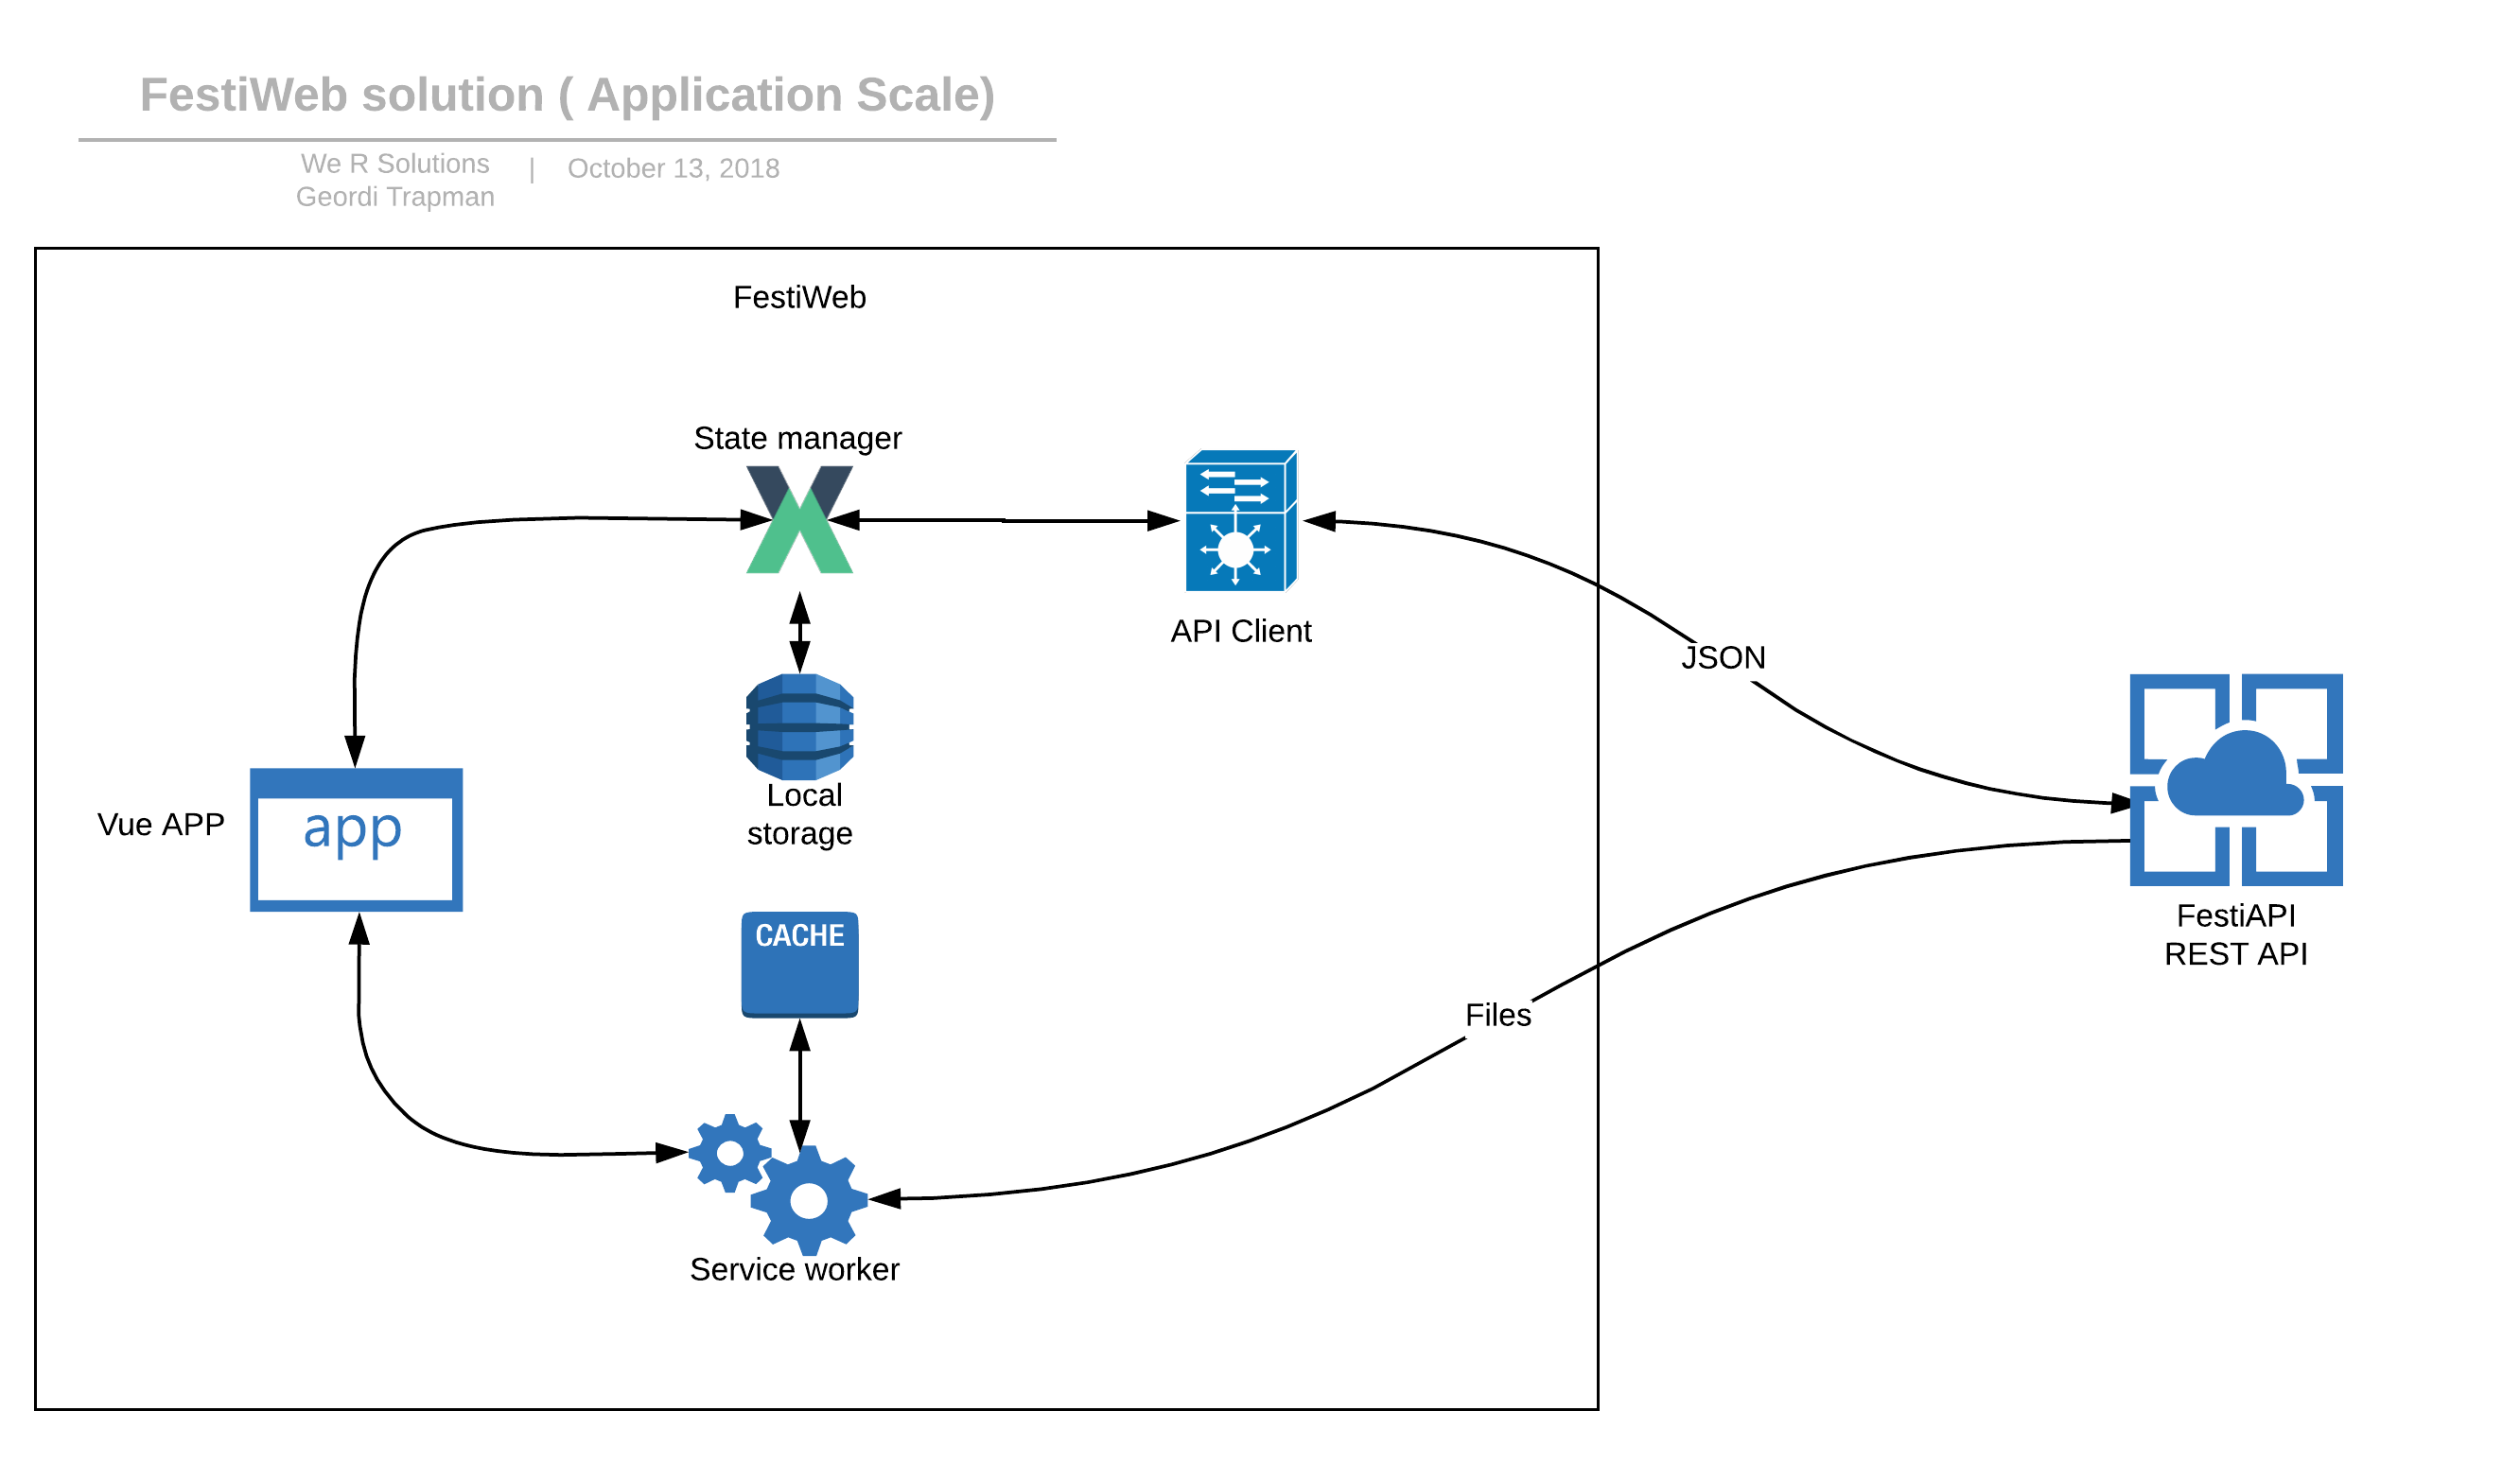 FestiWeb solution ( Application Scale)
We R Solutions
Geordi Trapman
|
October 13, 2018
FestiWeb
State manager
API Client
JSON
Local
storage
Vue APP
app
CACHE
FestiAPI
REST API
Files
Service worker